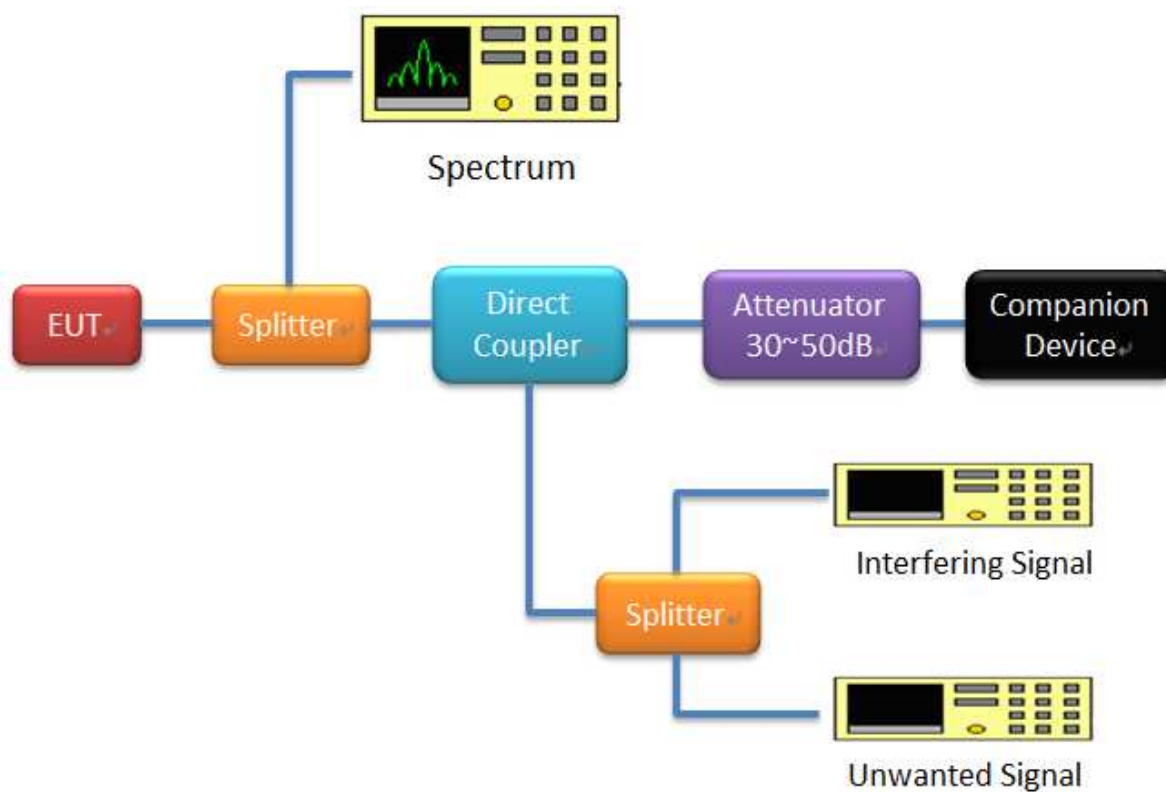 Spectrum
EUT
Splitter
Direct
Coupler
Attenuator
30~50dB
Companion
Device
Interfering Signal
Splitter
Unwanted Signal